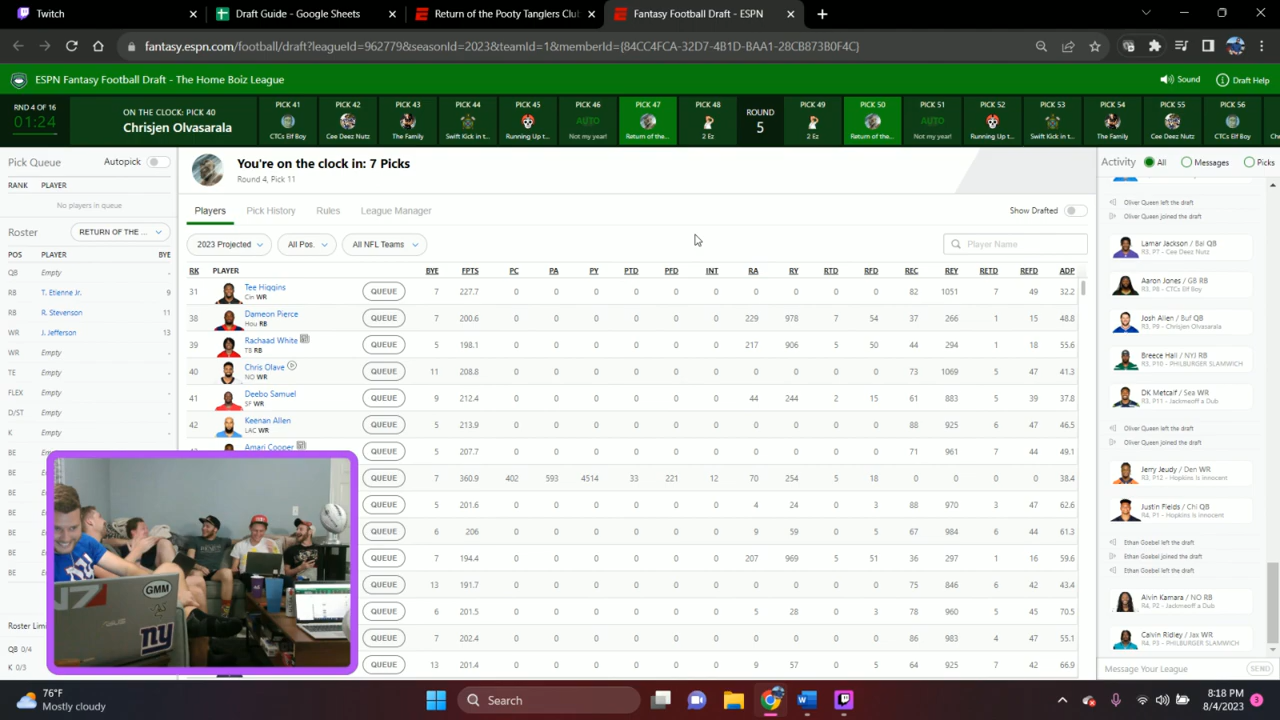 Twitch
Draft Guide - Google Sheets
Return of the Pooty Tanglers Clu
Fantasy Football Draft - ESPN
fantasy.espn.com/football/draft?leagueId=962779&seasonId=2023&teamId=1&memberId={84CC4FCA-32D7-4B1D-BAA1-28CB873B0F4C}
ESPN Fantasy Football Draft - The Home Boiz League
Sound
Draft Help
RND 4 OF 16
01:24
ON THE CLOCK: PICK 40
Chrisjen Olvasarala
PICK 41
CTCs Elf Boy
PICK 42
Cee Deez Nutz
PICK 43
The Family
PICK 44
Swift Kick in t...
PICK 45
Running Up t...
PICK 46
AUTO
Not my year!
PICK 47
Return of the...
PICK 48
2 Ez
ROUND
5
PICK 49
2 Ez
PICK 50
Return of the...
PICK 51
AUTO
Not my year!
PICK 52
Running Up t...
PICK 53
Swift Kick in t...
PICK 54
The Family
PICK 55
Cee Deez Nutz
PICK 56
CTCs Elf Boy
Pick Queue
Autopick
RANK PLAYER
No players in queue
Roster
RETURN OF THE ...
POS PLAYER BYE
QB Empty -
RB T. Etienne Jr. 9
RB R. Stevenson 11
WR J. Jefferson 13
WR Empty -
TE Empty -
FLEX Empty -
D/ST Empty -
K Empty -
BE
BE
BE
BE
BE
BE
Roster Lim
QB 0/4
K 0/3
You're on the clock in: 7 Picks
Round 4, Pick 11
Players
Pick History
Rules
League Manager
Show Drafted
2023 Projected
All Pos.
All NFL Teams
Player Name
RK PLAYER BYE FPTS PC PA PY PTD PFD INT RA RY RTD RFD REC REY RETD REFD ADP
31 Tee Higgins Cin WR QUEUE 0 0 0 0 0 0 0 0 0 0 82 1051 7 49 32.2
38 Dameon Pierce Hou RB QUEUE 7 200.6 0 0 0 0 0 0 229 978 7 54 37 266 1 15 48.8
39 Rachaad White TB RB QUEUE 5 198.1 0 0 0 0 0 0 217 906 5 50 44 294 1 18 55.6
40 Chris Olave NO WR QUEUE 0 0 0 0 0 0 0 0 0 0 73 1069 5 47 41.3
41 Deebo Samuel SF WR QUEUE 0 0 0 0 0 0 44 244 2 15 61 808 5 39 37.8
42 Keenan Allen LAC WR QUEUE 5 213.9 0 0 0 0 0 0 0 0 0 0 88 951 6 47 46.5
Amari Cooper QUEUE 5 207.7 0 0 0 0 0 0 0 0 0 0 71 961 7 44 49.1
QUEUE 7 360.9 402 593 4514 33 221 12 70 254 5 18 0 0 0 0 38.4
QUEUE 5 201.6 0 0 0 0 0 0 4 24 0 1 88 970 3 47 62.6
QUEUE 6 206 0 0 0 0 0 0 9 59 0 3 67 984 6 44 61.3
QUEUE 7 194.4 0 0 0 0 0 0 207 969 5 51 36 297 1 16 59.6
QUEUE 13 191.7 0 0 0 0 0 0 0 0 0 0 75 846 6 42 43.4
QUEUE 6 201.5 0 0 0 0 0 0 5 28 0 3 78 960 5 45 70.5
QUEUE 7 202.4 0 0 0 0 0 0 0 0 0 0 86 983 4 47 55.1
QUEUE 13 201.4 0 0 0 0 0 0 9 57 0 5 64 925 7 42 66.9
Activity
All
Messages
Picks
Oliver Queen left the draft
Oliver Queen joined the draft
Lamar Jackson / Bal QB
R3, P7 - Cee Deez Nutz
Aaron Jones / GB RB
R3, P8 - CTCs Elf Boy
Josh Allen / Buf QB
R3, P9 - Chrisjen Olvasarala
Breece Hall / NYJ RB
R3, P10 - PHILBURGER SLAMWICH
DK Metcalf / Sea WR
R3, P11 - Jackmeoff a Dub
Oliver Queen left the draft
Oliver Queen joined the draft
Jerry Jeudy / Den WR
R3, P12 - Hopkins is innocent
Justin Fields / Chi QB
R4, P1 - Hopkins is innocent
Ethan Goebel left the draft
Ethan Goebel joined the draft
Ethan Goebel left the draft
Alvin Kamara / NO RB
R4, P2 - Jackmeoff a Dub
Calvin Ridley / Jax WR
R4, P3 - PHILBURGER SLAMWICH
Message Your League
SEND
N7
GMM
ny
76°F
Mostly cloudy
Search
8:18 PM
8/4/2023
3